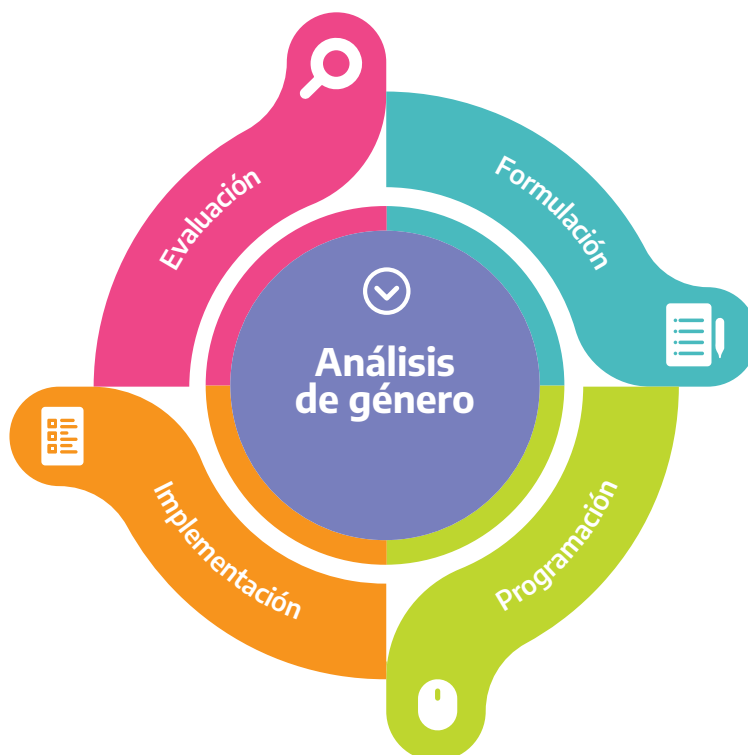 Evaluación
Formulación
Análisis
de género
Implementación
Programación